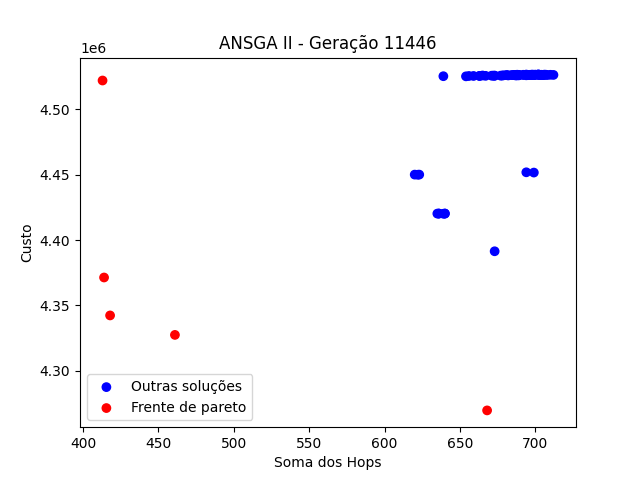 ANSGA II - Geração 11446
1e6
4.50
4.45
4.40
4.35
4.30
Custo
Outras soluções
Frente de pareto
400 450 500 550 600 650 700
Soma dos Hops